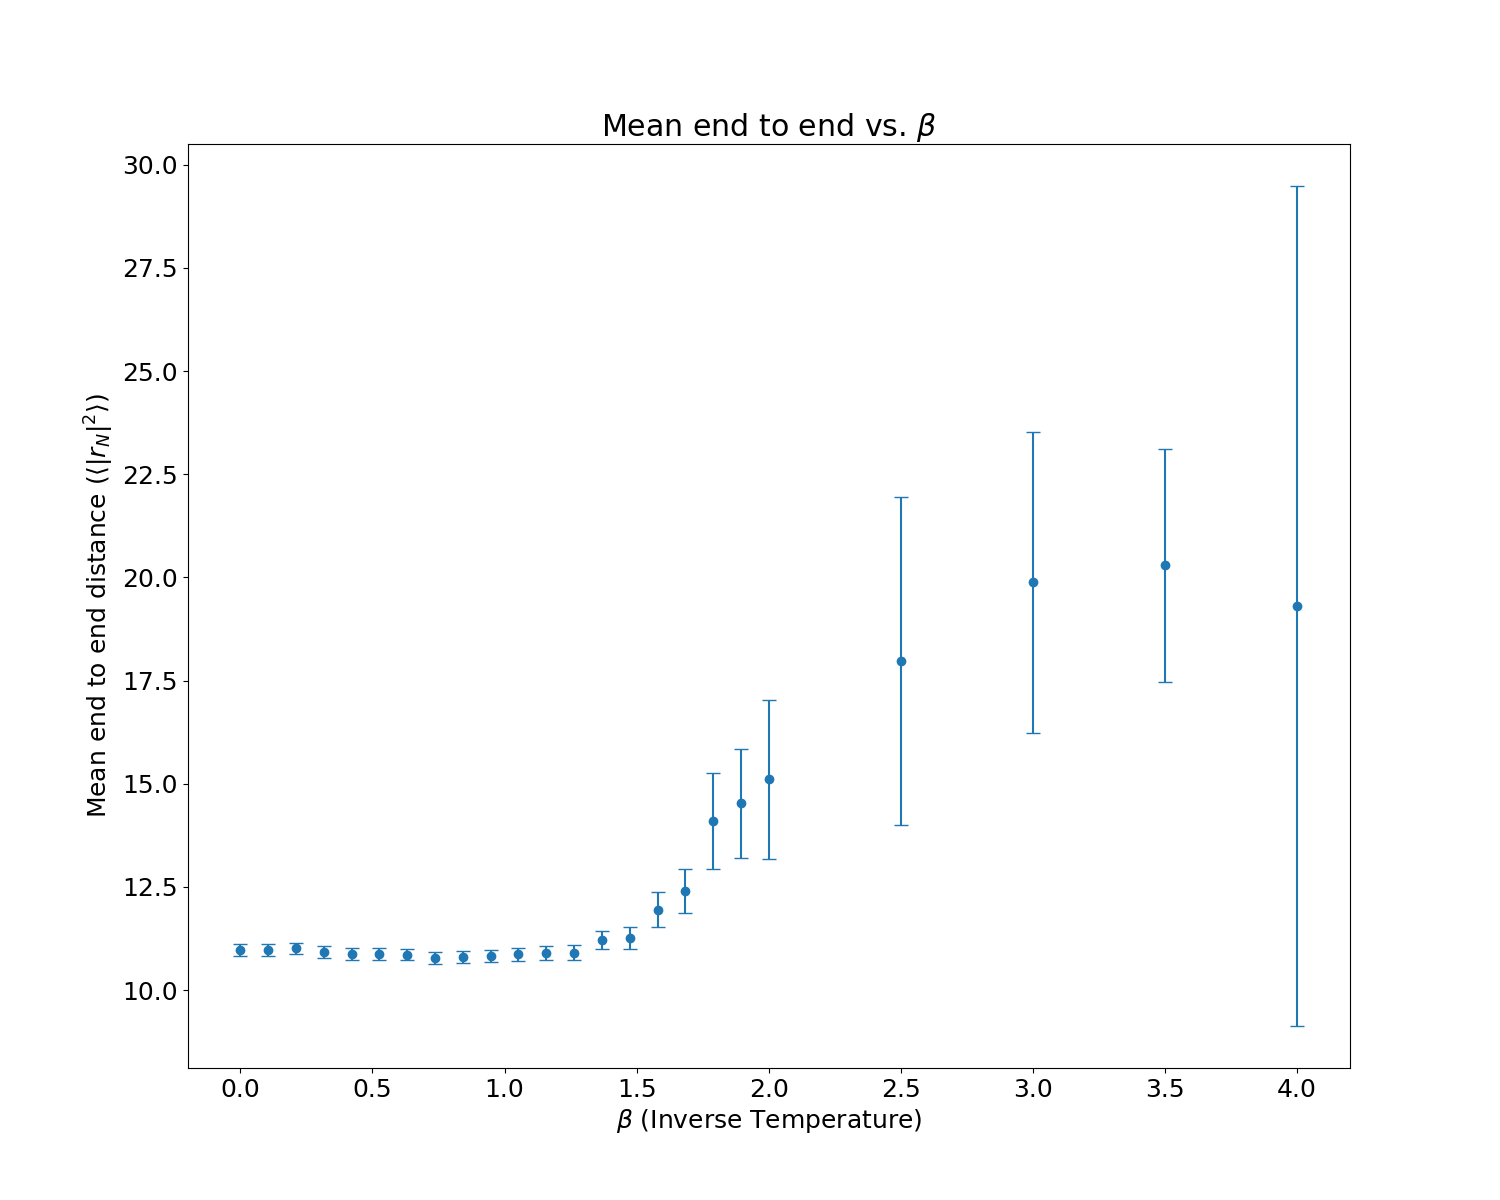 Mean end to end vs. β
Mean end to end distance (⟨|r_N|^2⟩)
30.0
27.5
25.0
22.5
20.0
17.5
15.0
12.5
10.0
0.0 0.5 1.0 1.5 2.0 2.5 3.0 3.5 4.0
β (Inverse Temperature)